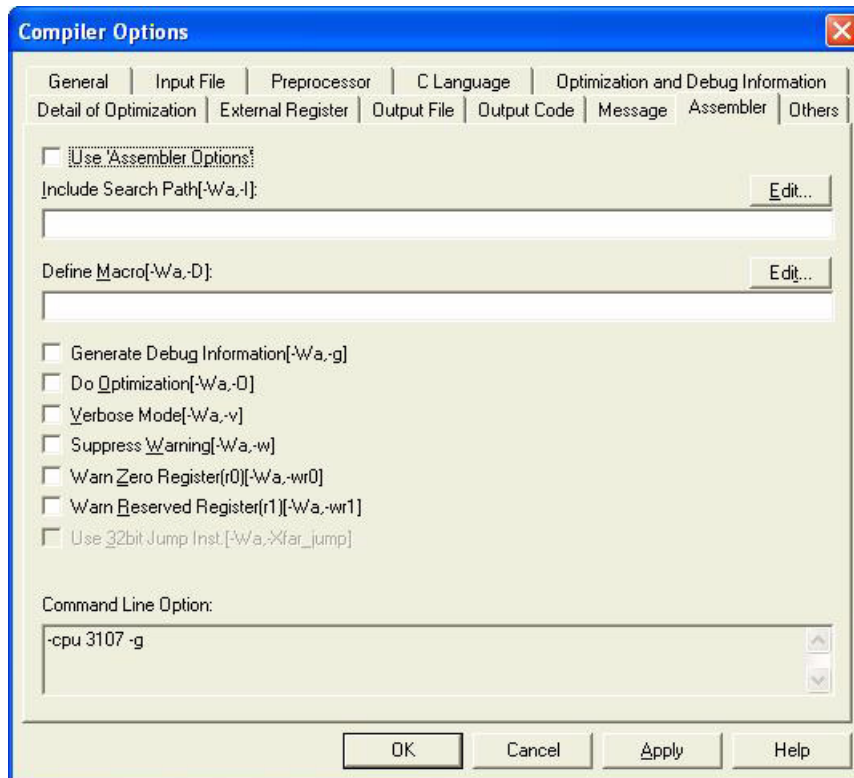 Compiler Options
General Input File Preprocessor C Language Optimization and Debug Information
Detail of Optimization External Register Output File Output Code Message Assembler Others
Use 'Assembler Options'
Include Search Path[-Wa,-I]:
Edit...
Define Macro[-Wa,-D]:
Edit...
Generate Debug Information[-Wa,-g]
Do Optimization[-Wa,-O]
Verbose Mode[-Wa,-v]
Suppress Warning[-Wa,-w]
Warn Zero Register(r0)[-Wa,-wr0]
Warn Reserved Register(r1)[-Wa,-wr1]
Use 32bit Jump Inst.[-Wa,-Xfar_jump]
Command Line Option:
-cpu 3107 -g
OK Cancel Apply Help